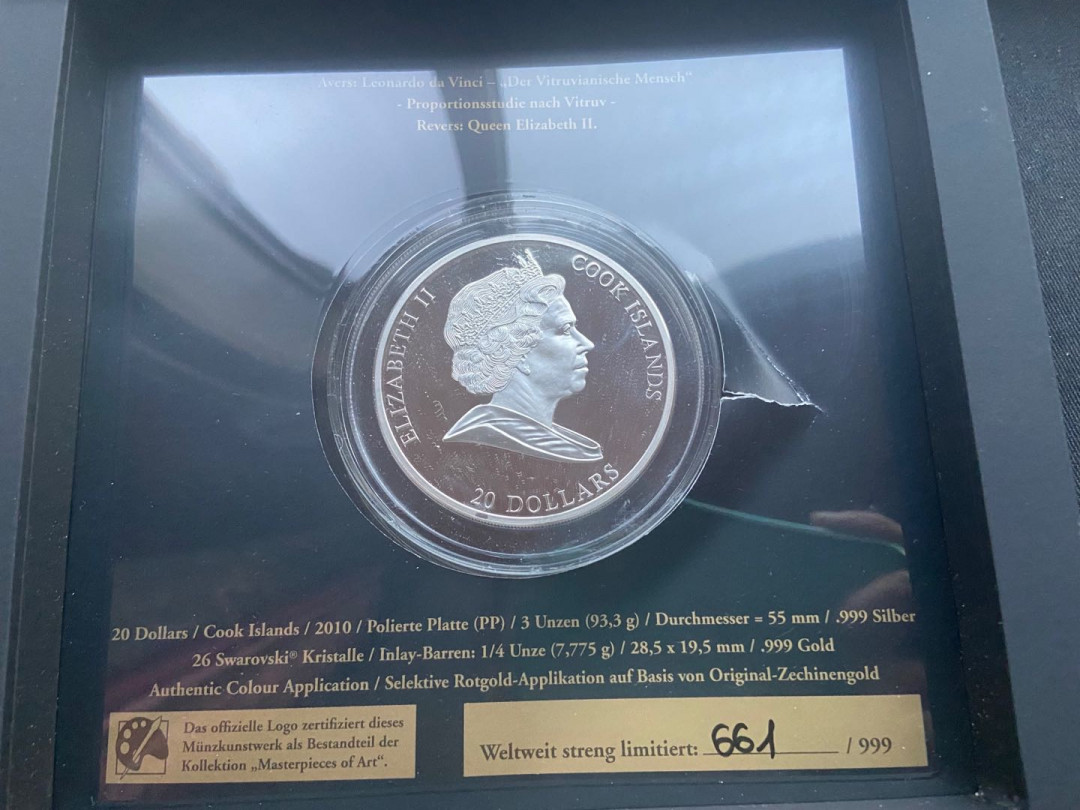 Avers: Leonardo da Vinci – „Der Vitruvianische Mensch“
- Proportionsstudie nach Vitruv -
Revers: Queen Elizabeth II.
ELIZABETH II
COOK ISLANDS
20 DOLLARS
20 Dollars / Cook Islands / 2010 / Polierte Platte (PP) / 3 Unzen (93,3 g) / Durchmesser = 55 mm / .999 Silber
26 Swarovski® Kristalle / Inlay-Barren: 1/4 Unze (7,775 g) / 28,5 x 19,5 mm / .999 Gold
Authentic Colour Application / Selektive Rotgold-Applikation auf Basis von Original-Zechinengold
Das offizielle Logo zertifiziert dieses
Münzkunstwerk als Bestandteil der
Kollektion „Masterpieces of Art“.
Weltweit streng limitiert: 661 / 999